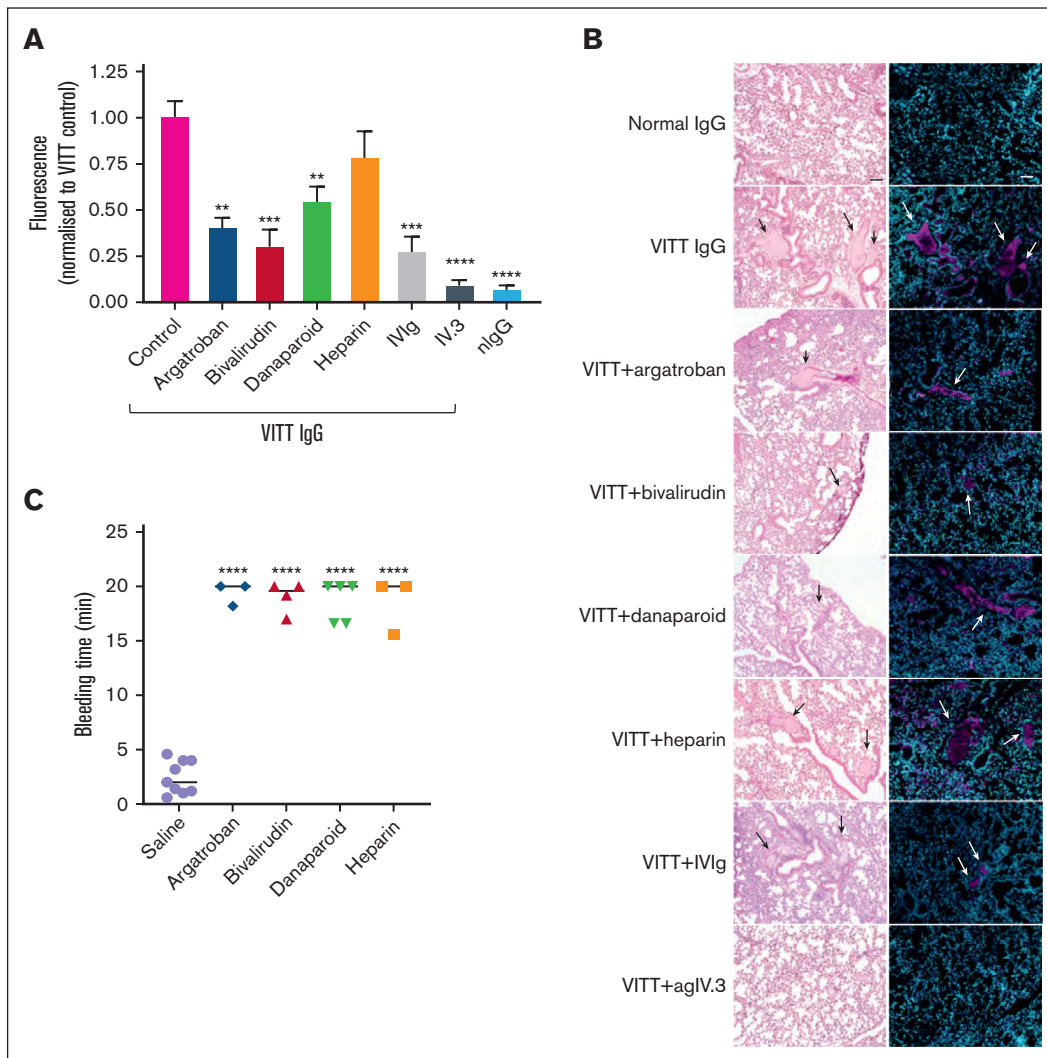 A
Fluorescence
(normalised to VITT control)
1.25
1.00
0.75
0.50
0.25
0.00
**
***
**
***
****
****
Control
Argatroban
Bivalirudin
Danaparoid
Heparin
IVIg
IV.3
nIgG
VITT IgG
B
Normal IgG
VITT IgG
VITT+argatroban
VITT+bivalirudin
VITT+danaparoid
VITT+heparin
VITT+IVIg
VITT+agIV.3
C
Bleeding time (min)
25
20
15
10
5
0
****
****
****
****
Saline
Argatroban
Bivalirudin
Danaparoid
Heparin